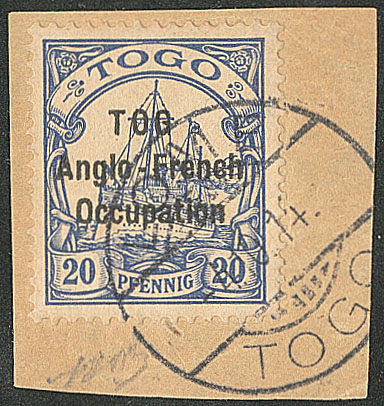 TOGO
TOG
Anglo-French
Occupation
20 PFENNIG 20
TOGO